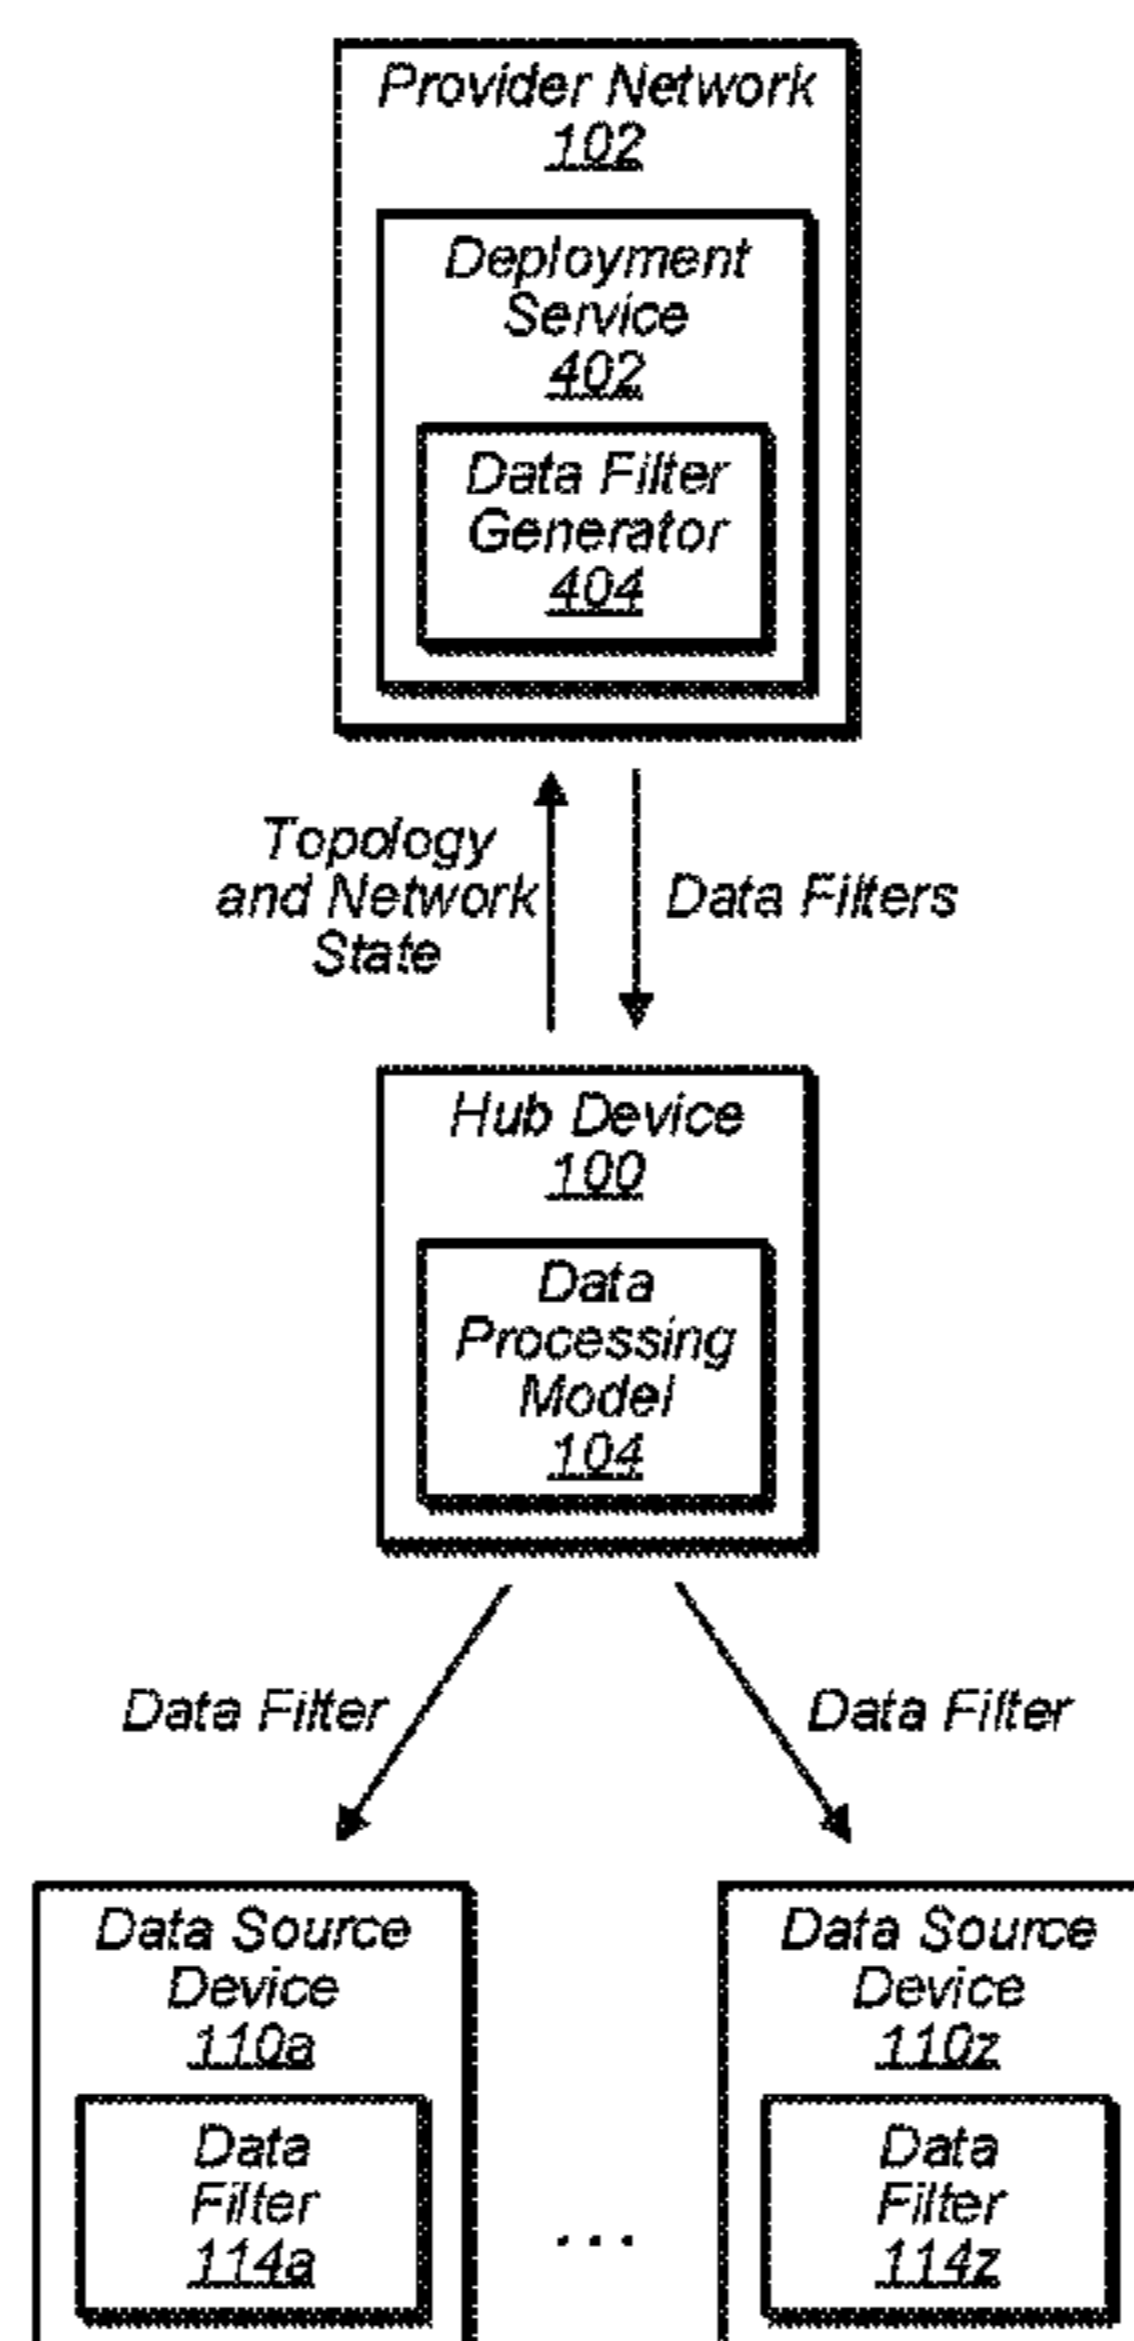 Provider Network
102
Deployment
Service
402
Data Filter
Generator
404
Topology
and Network
State
Data Filters
Hub Device
100
Data
Processing
Model
104
Data Filter
Data Filter
Data Source
Device
110a
Data
Filter
114a
...
Data Source
Device
110z
Data
Filter
114z